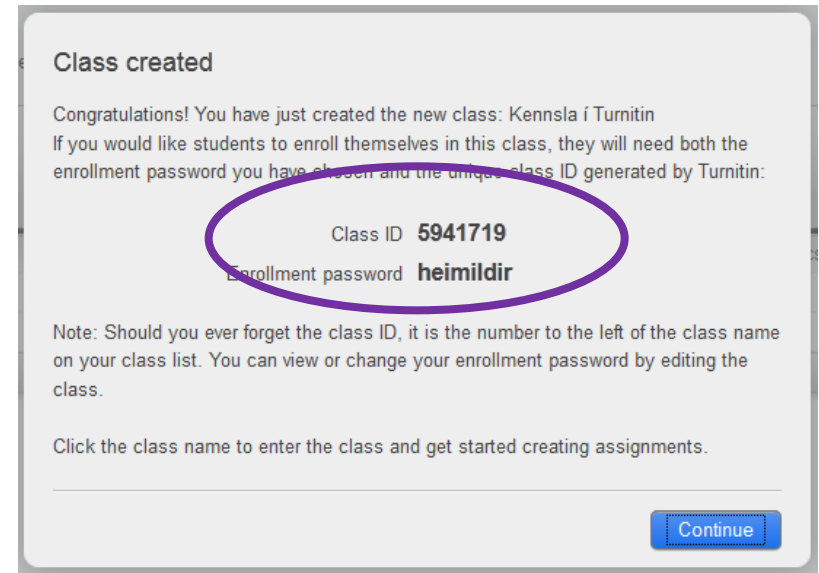 Class created
Congratulations! You have just created the new class: Kennsla í Turnitin
If you would like students to enroll themselves in this class, they will need both the
enrollment password you have chosen and the unique class ID generated by Turnitin:
Class ID 5941719
Enrollment password heimildir
Note: Should you ever forget the class ID, it is the number to the left of the class name
on your class list. You can view or change your enrollment password by editing the
class.
Click the class name to enter the class and get started creating assignments.
Continue